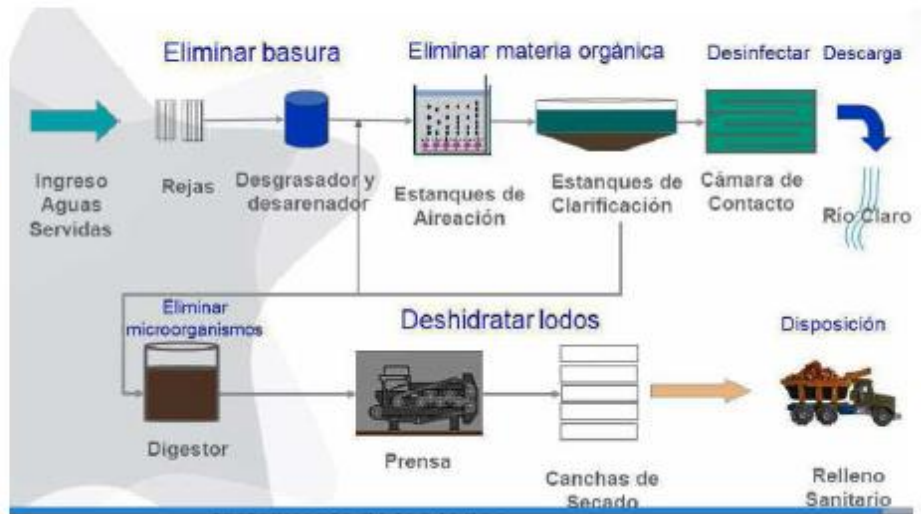 Eliminar basura
Eliminar materia orgànica
Desinfectar
Descarga
Ingreso
Aguas
Servidas
Rejas
Desgrasador y
desarenador
Estanques de
Aireación
Estanques de
Clarificación
Cámara de
Contacto
Río Claro
Eliminar
microorganismos
Deshidratar lodos
Disposición
Digestor
Prensa
Canchas de
Secado
Relleno
Sanitario